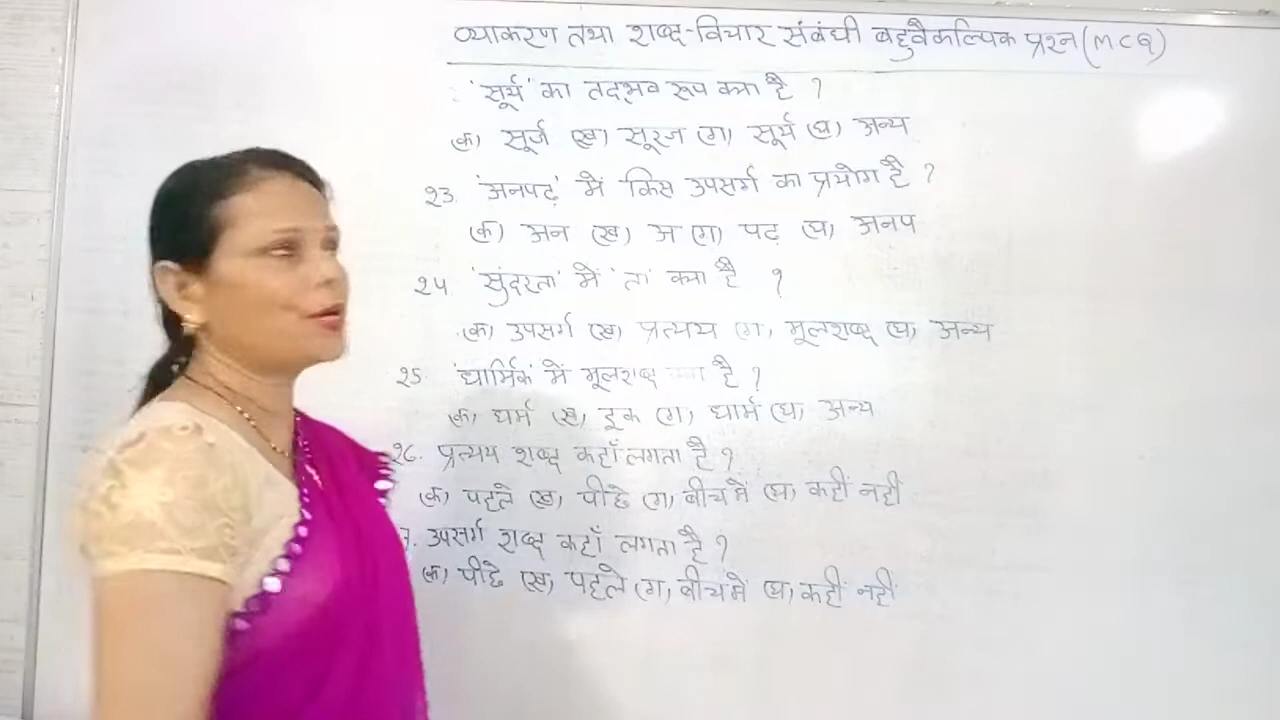 व्याकरण तथा शब्द-विचार संबंधी बहुवैकल्पिक प्रश्न (MCQ)
'सूर्य' का तद्भव रूप क्या है ?
(क) सूर्ज (ख) सूरज (ग) सूर्य (घ) अन्य
२३. 'अनपढ़' में किस उपसर्ग का प्रयोग है ?
(क) अन (ख) अ (ग) पढ़ (घ) अनप
२४. 'सुंदरता' में 'ता' क्या है ?
(क) उपसर्ग (ख) प्रत्यय (ग) मूलशब्द (घ) अन्य
२५. 'धार्मिक' में मूलशब्द क्या है ?
(क) धर्म (ख) इक (ग) धार्म (घ) अन्य
२६. प्रत्यय शब्द कहाँ लगता है ?
(क) पहले (ख) पीछे (ग) बीच में (घ) कहीं नहीं
७. उपसर्ग शब्द कहाँ लगता है ?
(क) पीछे (ख) पहले (ग) बीच में (घ) कहीं नहीं